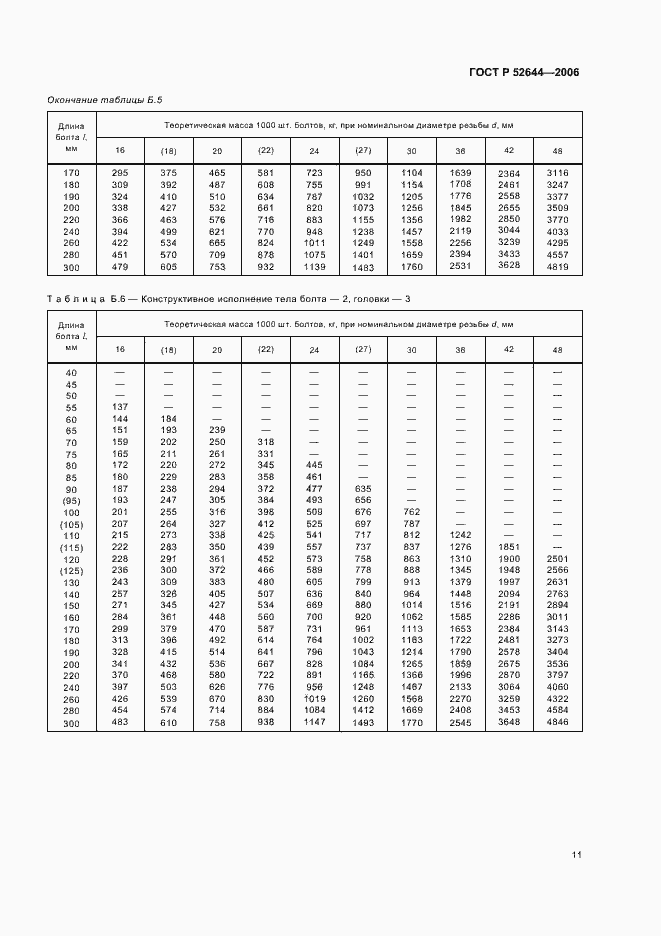 ГОСТ Р 52644—2006
Окончание таблицы Б.5
Длина болта l, мм
Теоретическая масса 1000 шт. болтов, кг, при номинальном диаметре резьбы d, мм
16 (18) 20 (22) 24 (27) 30 36 42 48
170 295 375 465 581 723 950 1104 1639 2364 3116
180 309 392 487 608 755 991 1154 1708 2461 3247
190 324 410 510 634 787 1032 1205 1776 2558 3377
200 338 427 532 661 820 1073 1256 1845 2655 3509
220 366 463 576 716 883 1155 1356 1982 2850 3770
240 394 499 621 770 948 1238 1457 2119 3044 4033
260 422 534 665 824 1011 1249 1558 2256 3239 4295
280 451 570 709 878 1075 1401 1659 2394 3433 4557
300 479 605 753 932 1139 1483 1760 2531 3628 4819
Таблица Б.6 — Конструктивное исполнение тела болта — 2, головки — 3
Длина болта l, мм
Теоретическая масса 1000 шт. болтов, кг, при номинальном диаметре резьбы d, мм
16 (18) 20 (22) 24 (27) 30 36 42 48
40 — — — — — — — — — —
45 — — — — — — — — — —
50 — — — — — — — — — —
55 137 — — — — — — — — —
60 144 184 — — — — — — — —
65 151 193 239 — — — — — — —
70 159 202 250 318 — — — — — —
75 165 211 261 331 — — — — — —
80 172 220 272 345 445 — — — — —
85 180 229 283 358 461 — — — — —
90 187 238 294 372 477 635 — — — —
(95) 193 247 305 384 493 656 — — — —
100 201 255 316 398 509 676 762 — — —
(105) 207 264 327 412 525 697 787 — — —
110 215 273 338 425 541 717 812 1242 — —
(115) 222 283 350 439 557 737 837 1276 1851 —
120 228 291 361 452 573 758 863 1310 1900 2501
(125) 236 300 372 466 589 778 888 1345 1948 2566
130 243 309 383 480 605 799 913 1379 1997 2631
140 257 326 405 507 636 840 964 1448 2094 2763
150 271 345 427 534 669 880 1014 1516 2191 2894
160 284 361 448 560 700 920 1062 1585 2286 3011
170 299 379 470 587 731 961 1113 1653 2384 3143
180 313 396 492 614 764 1002 1163 1722 2481 3273
190 328 415 514 641 796 1043 1214 1790 2578 3404
200 341 432 536 667 828 1084 1265 1859 2675 3536
220 370 468 580 722 891 1165 1366 1996 2870 3797
240 397 503 626 776 956 1248 1467 2133 3064 4060
260 426 539 670 830 1019 1260 1568 2270 3259 4322
280 454 574 714 884 1084 1412 1669 2408 3453 4584
300 483 610 758 938 1147 1493 1770 2545 3648 4846
11